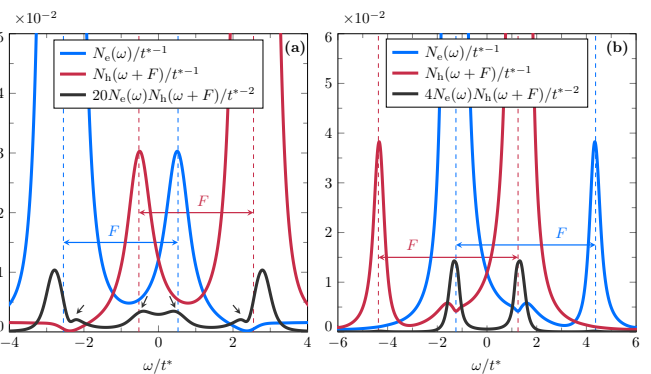 ×10⁻²
(a)
N_e(ω)/t*⁻¹
N_h(ω + F)/t*⁻¹
20N_e(ω)N_h(ω + F)/t*⁻²
F
F
5
4
3
2
1
0
−4 −2 0 2 4
ω/t*
×10⁻²
(b)
N_e(ω)/t*⁻¹
N_h(ω + F)/t*⁻¹
4N_e(ω)N_h(ω + F)/t*⁻²
F
F
6
5
4
3
2
1
0
−6 −4 −2 0 2 4 6
ω/t*